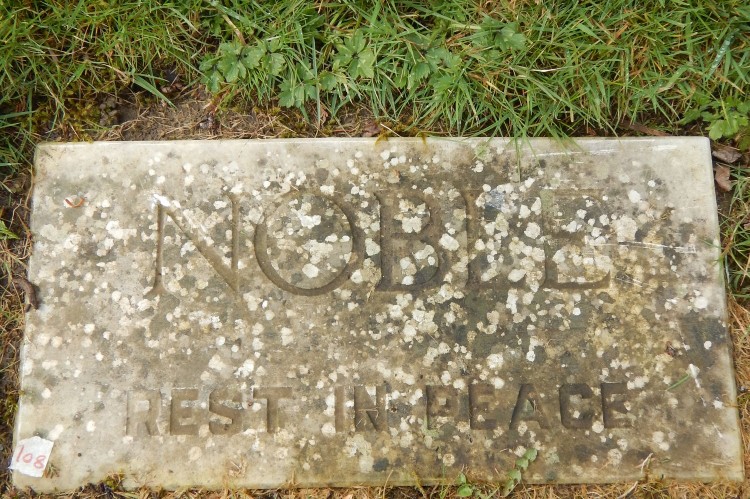 NOBLE
REST IN PEACE
108